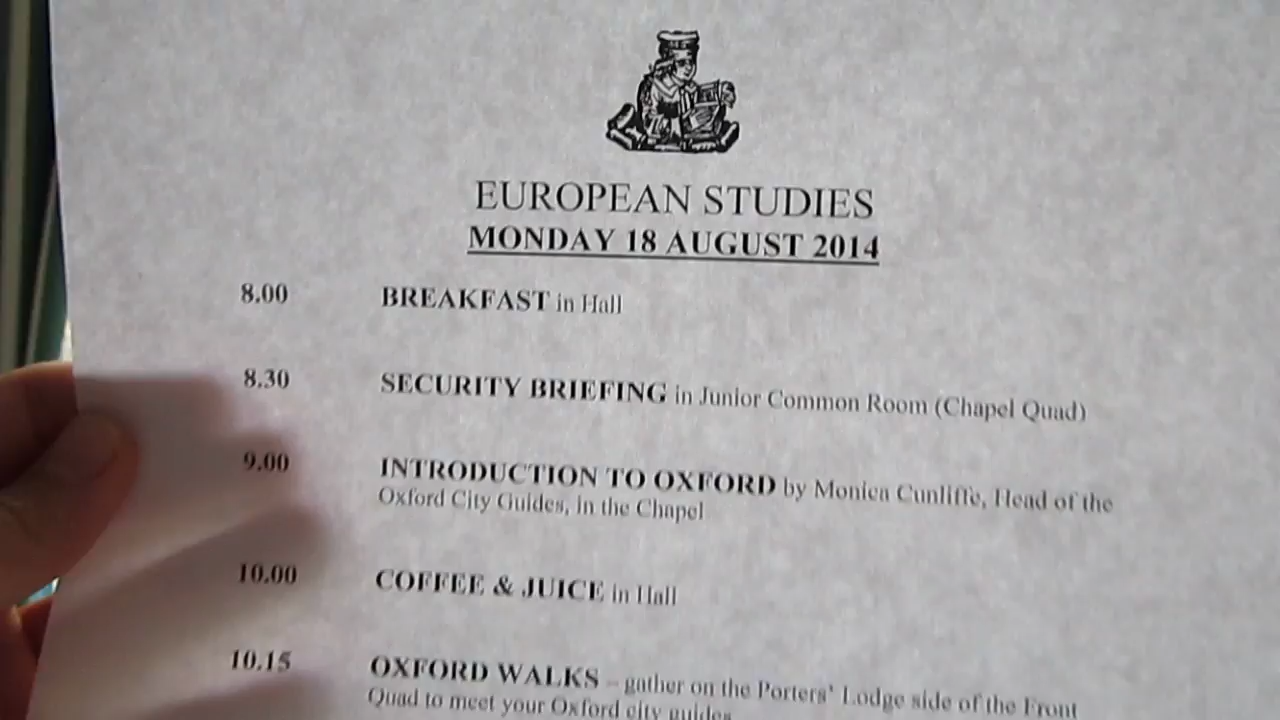 EUROPEAN STUDIES
MONDAY 18 AUGUST 2014
8.00 BREAKFAST in Hall
8.30 SECURITY BRIEFING in Junior Common Room (Chapel Quad)
9.00 INTRODUCTION TO OXFORD by Monica Cunliffe, Head of the
Oxford City Guides, in the Chapel
10.00 COFFEE & JUICE in Hall
10.15 OXFORD WALKS – gather on the Porters' Lodge side of the Front
Quad to meet your Oxford city guides